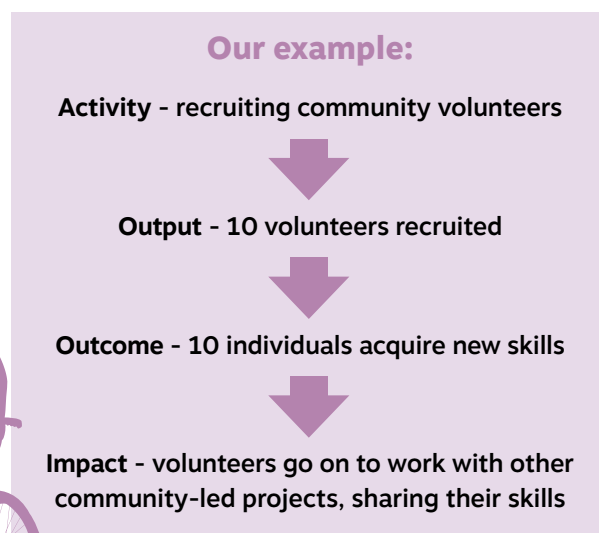 Our example:
Activity - recruiting community volunteers
Output - 10 volunteers recruited
Outcome - 10 individuals acquire new skills
Impact - volunteers go on to work with other
community-led projects, sharing their skills